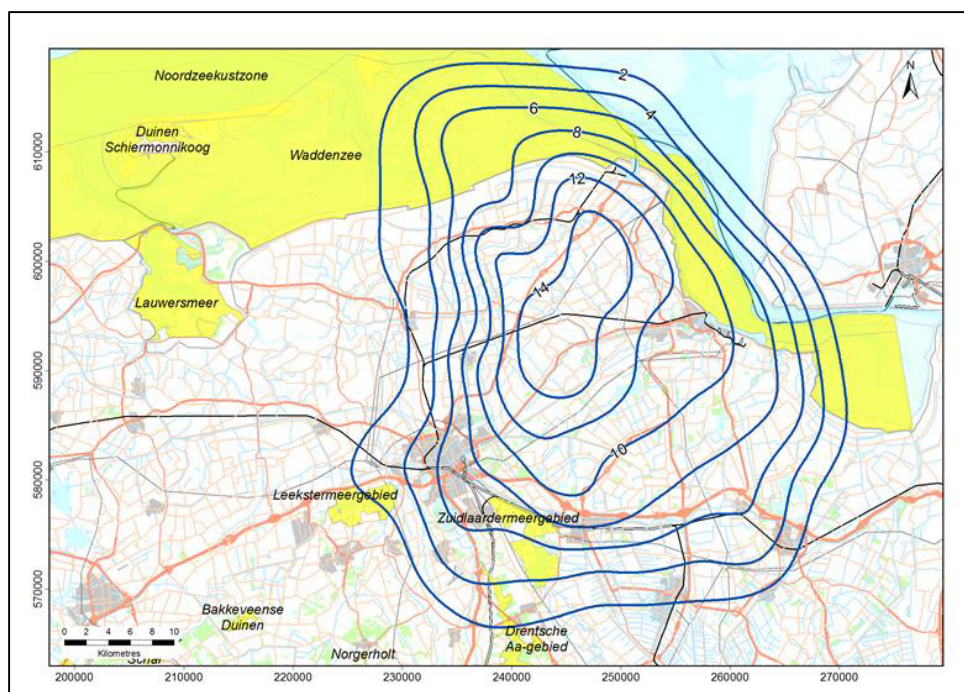 Noordzeekustzone
2
N
4
6
Duinen
Schiermonnikoog
8
610000
Waddenzee
12
600000
Lauwersmeer
14
590000
10
580000
Leekstermeergebied
Zuidlaardermeergebied
570000
Bakkeveense
Duinen
0 2 4 6 8 10
Kilometres
Drentsche
Aa-gebied
Norgerholt
200000 210000 220000 230000 240000 250000 260000 270000